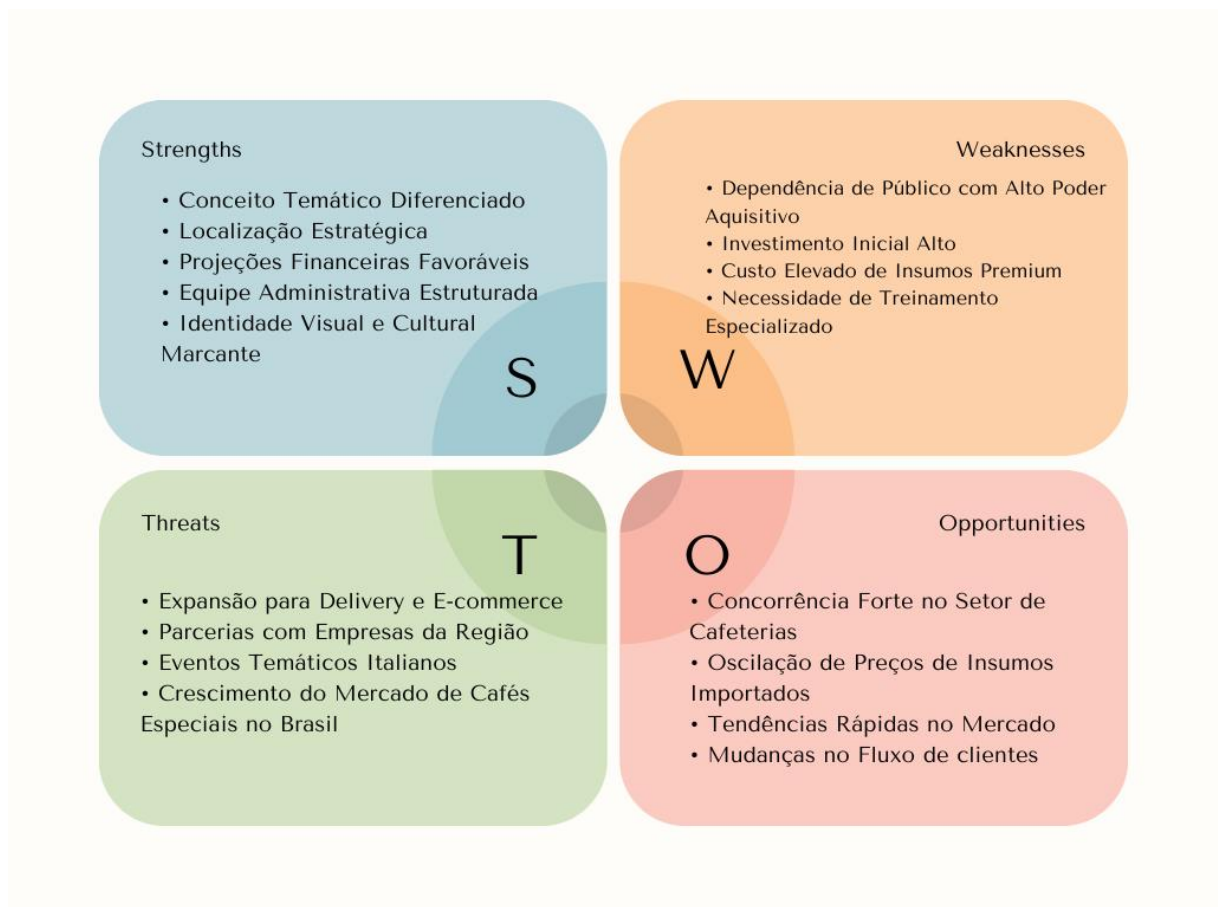 Strengths
• Conceito Temático Diferenciado
• Localização Estratégica
• Projeções Financeiras Favoráveis
• Equipe Administrativa Estruturada
• Identidade Visual e Cultural
Marcante
S
Weaknesses
• Dependência de Público com Alto Poder
Aquisitivo
• Investimento Inicial Alto
• Custo Elevado de Insumos Premium
• Necessidade de Treinamento
Especializado
W
Threats
T
• Expansão para Delivery e E-commerce
• Parcerias com Empresas da Região
• Eventos Temáticos Italianos
• Crescimento do Mercado de Cafés
Especiais no Brasil
Opportunities
O
• Concorrência Forte no Setor de
Cafeterias
• Oscilação de Preços de Insumos
Importados
• Tendências Rápidas no Mercado
• Mudanças no Fluxo de clientes